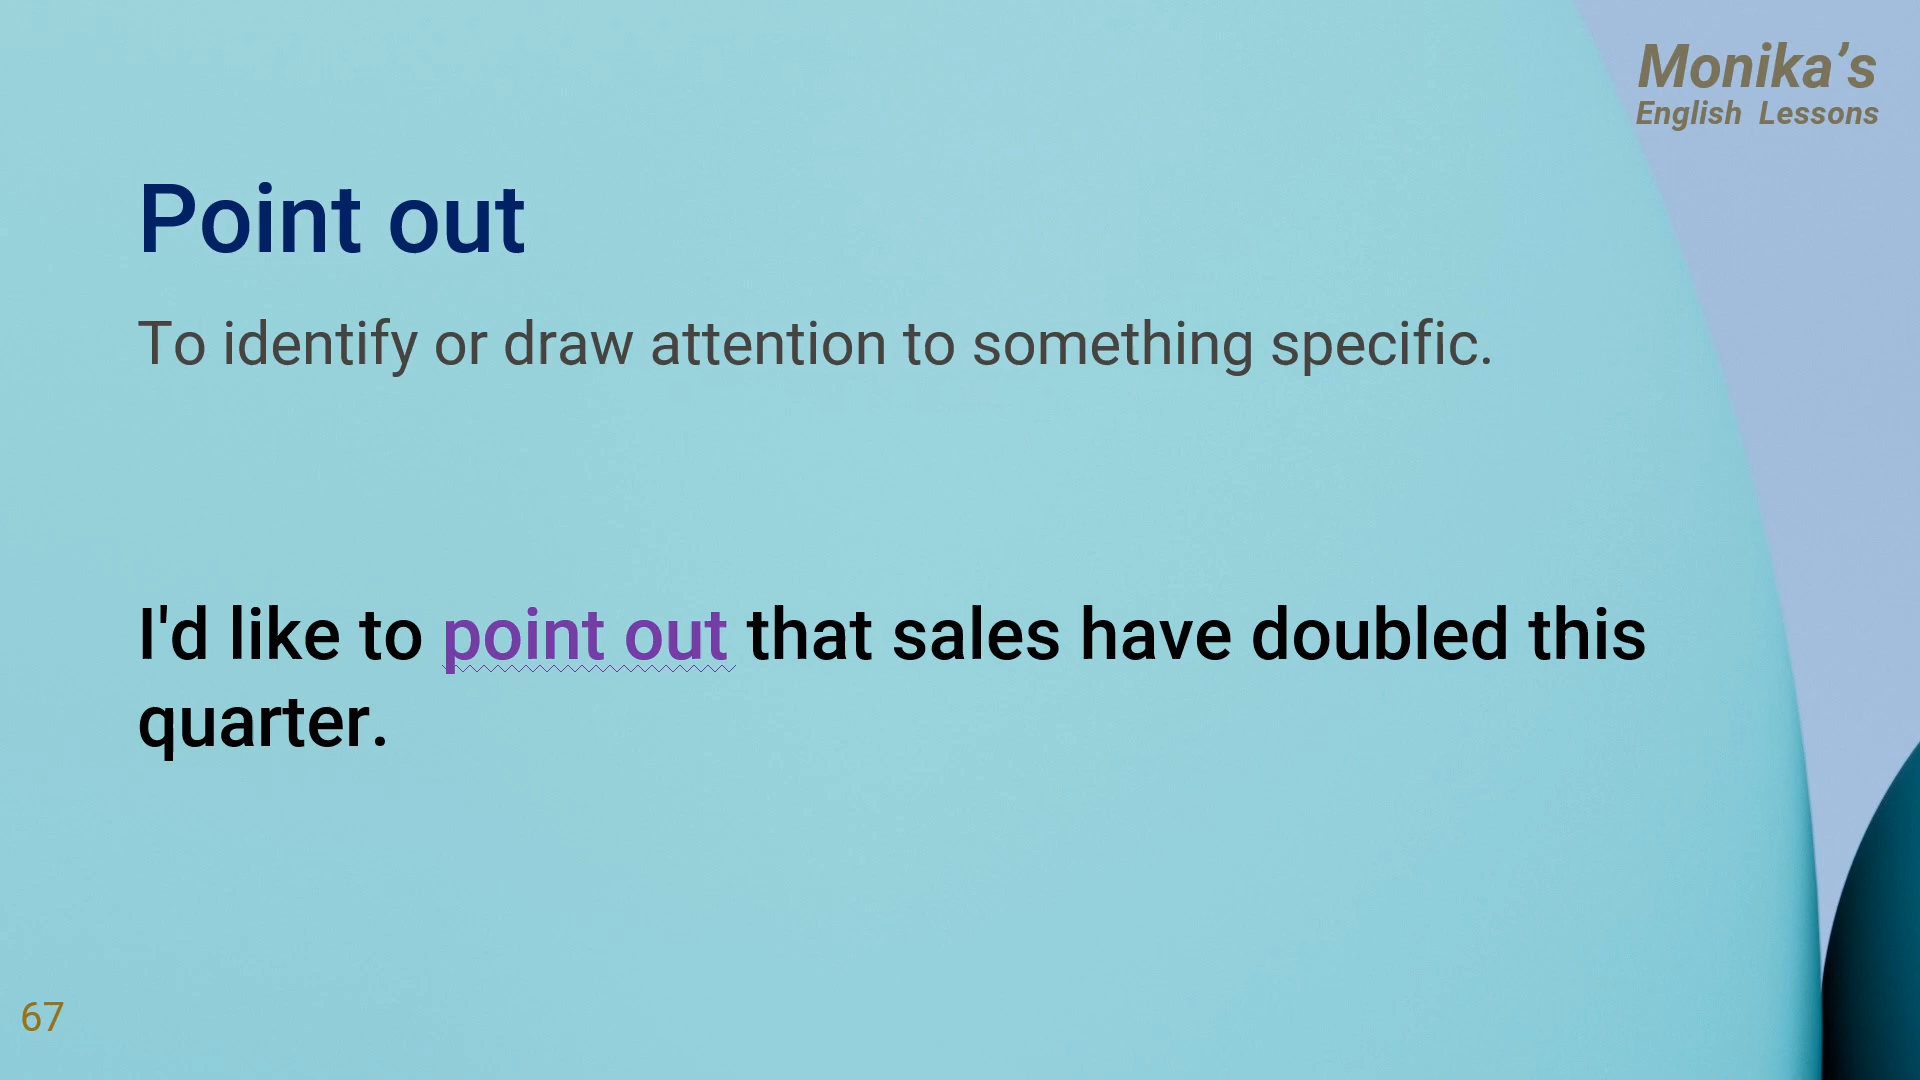 Monika’s
English Lessons
Point out
To identify or draw attention to something specific.
I'd like to point out that sales have doubled this
quarter.
67